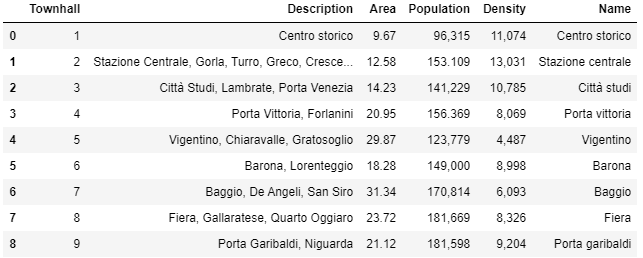 Townhall Description Area Population Density Name
0 1 Centro storico 9.67 96,315 11,074 Centro storico
1 2 Stazione Centrale, Gorla, Turro, Greco, Cresce... 12.58 153.109 13,031 Stazione centrale
2 3 Città Studi, Lambrate, Porta Venezia 14.23 141,229 10,785 Città studi
3 4 Porta Vittoria, Forlanini 20.95 156.369 8,069 Porta vittoria
4 5 Vigentino, Chiaravalle, Gratosoglio 29.87 123,779 4,487 Vigentino
5 6 Barona, Lorenteggio 18.28 149,000 8,998 Barona
6 7 Baggio, De Angeli, San Siro 31.34 170,814 6,093 Baggio
7 8 Fiera, Gallaratese, Quarto Oggiaro 23.72 181,669 8,326 Fiera
8 9 Porta Garibaldi, Niguarda 21.12 181,598 9,204 Porta garibaldi